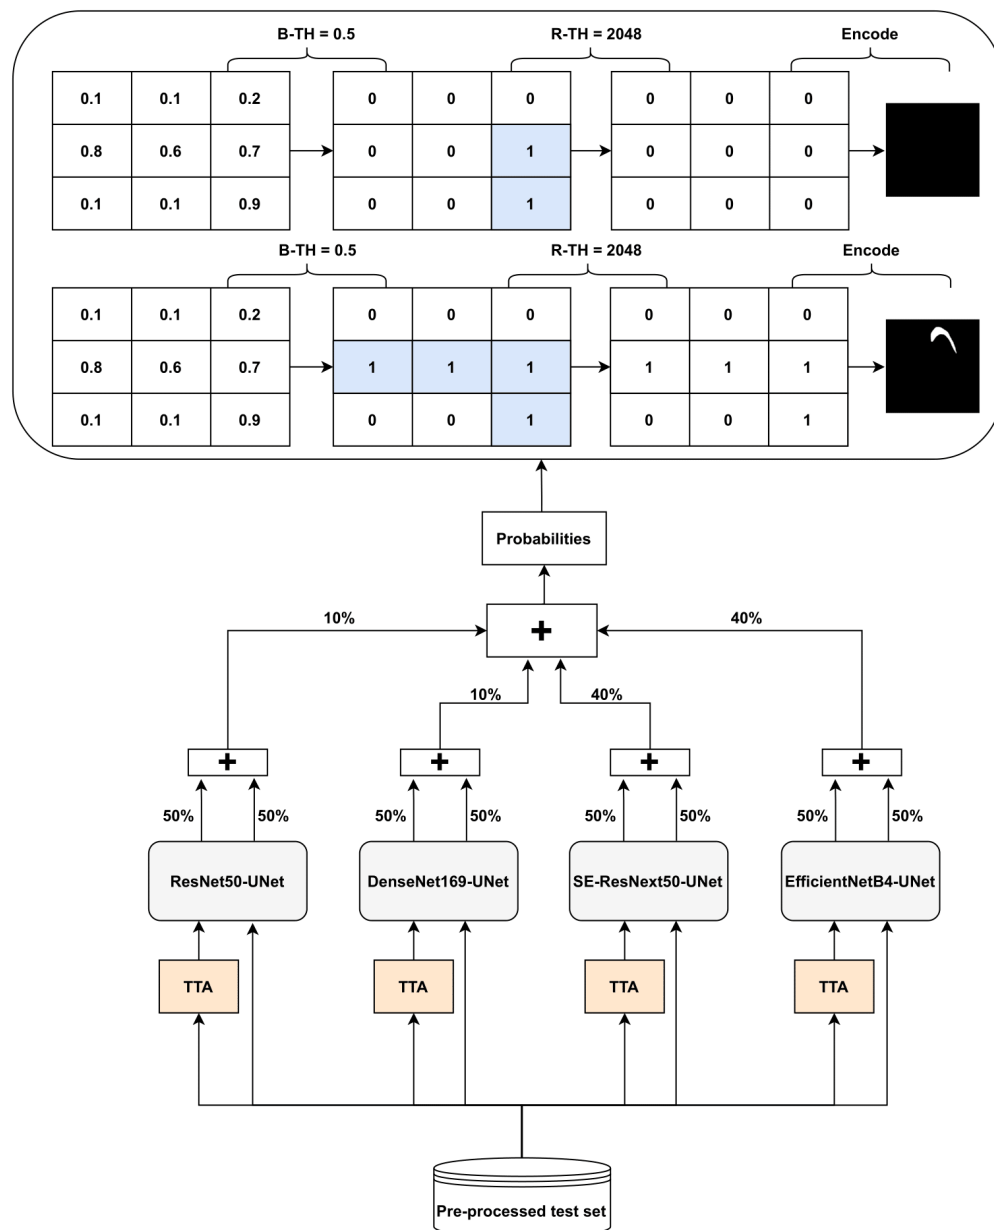 B-TH = 0.5 R-TH = 2048 Encode
0.1 0.1 0.2 0 0 0 0 0 0
0.8 0.6 0.7 0 0 1 0 0 0
0.1 0.1 0.9 0 0 1 0 0 0
B-TH = 0.5 R-TH = 2048 Encode
0.1 0.1 0.2 0 0 0 0 0 0
0.8 0.6 0.7 1 1 1 1 1 1
0.1 0.1 0.9 0 0 1 0 0 1
Probabilities
10% + 40%
10% 40%
+ + + +
50% 50% 50% 50% 50% 50% 50% 50%
ResNet50-UNet DenseNet169-UNet SE-ResNext50-UNet EfficientNetB4-UNet
TTA TTA TTA TTA
Pre-processed test set